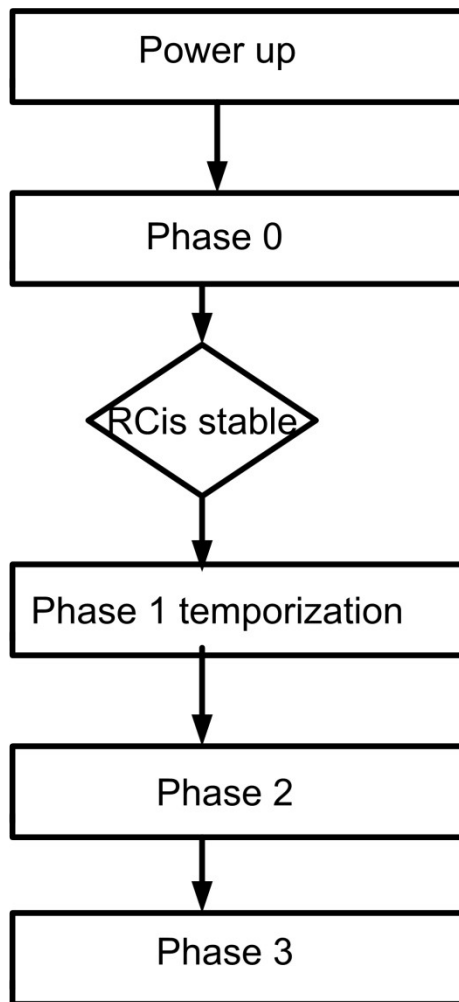 Power up
Phase 0
RCis stable
Phase 1 temporization
Phase 2
Phase 3